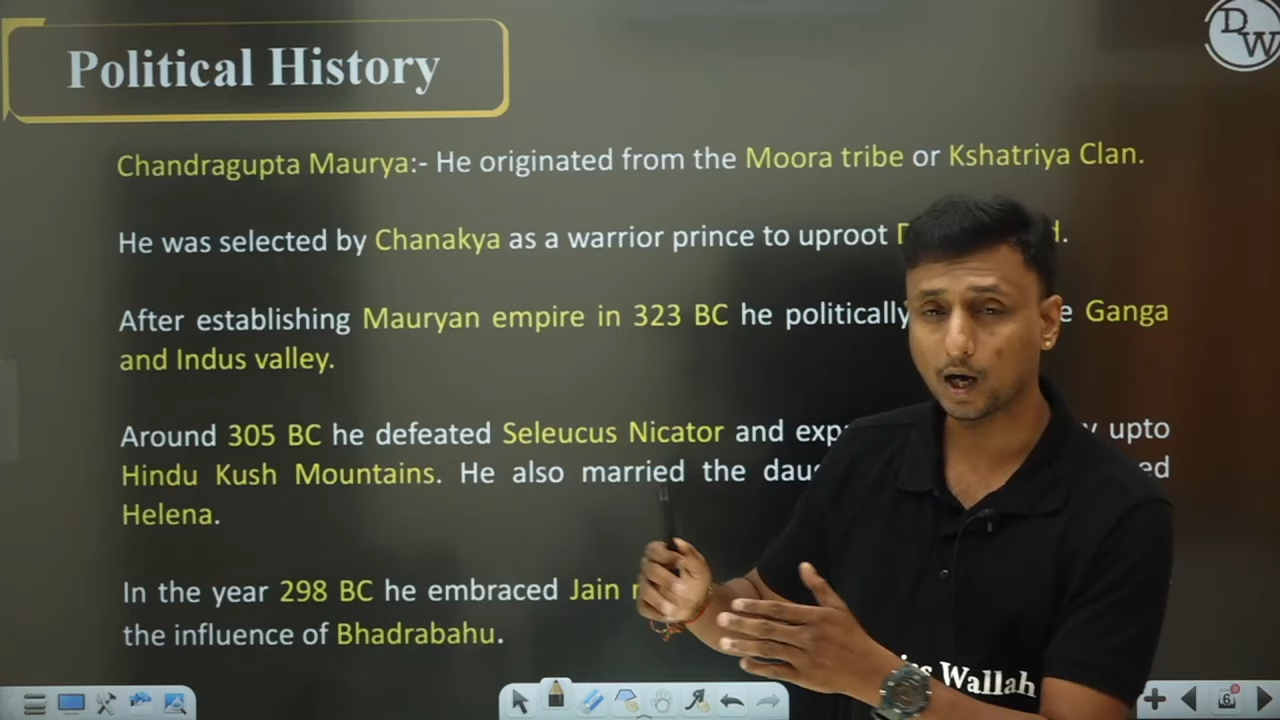 Political History
DW
Chandragupta Maurya:- He originated from the Moora tribe or Kshatriya Clan.
He was selected by Chanakya as a warrior prince to uproot
After establishing Mauryan empire in 323 BC he politically Ganga
and Indus valley.
Around 305 BC he defeated Seleucus Nicator and upto
Hindu Kush Mountains. He also married the
Helena.
In the year 298 BC he embraced Jain
the influence of Bhadrabahu.
Wallah
6